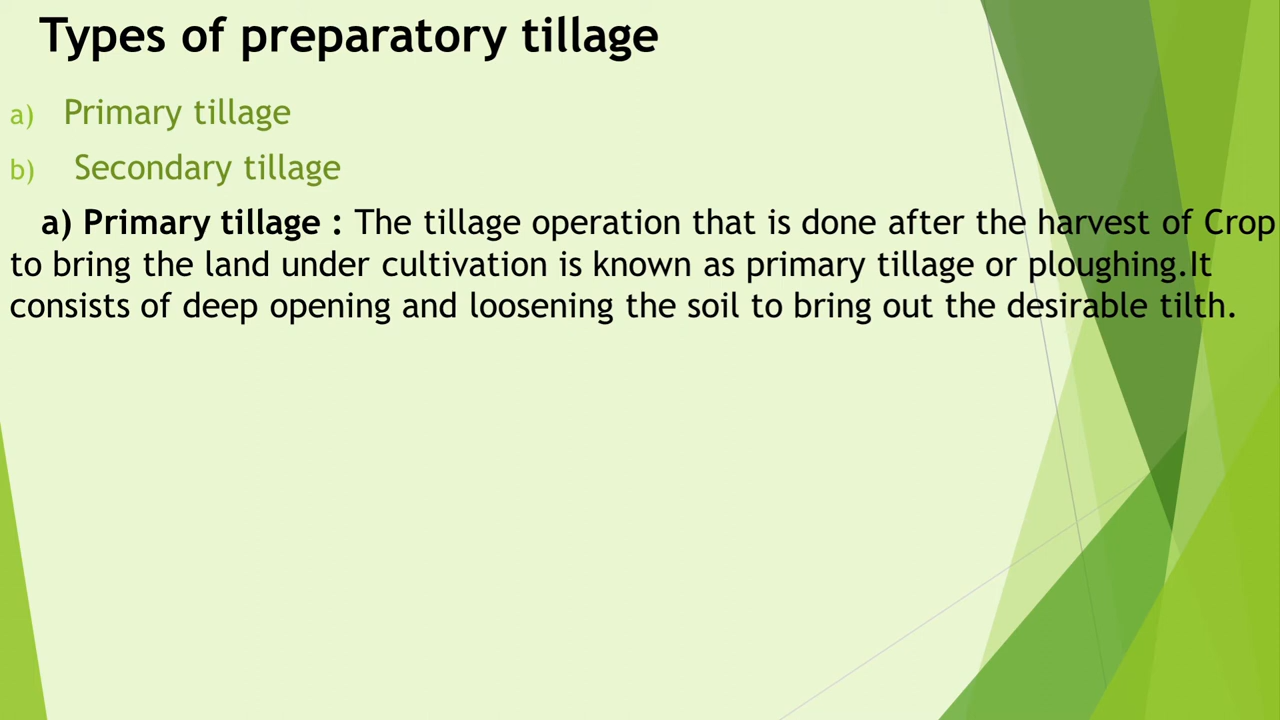 Types of preparatory tillage
a) Primary tillage
b) Secondary tillage
a) Primary tillage : The tillage operation that is done after the harvest of Crop
to bring the land under cultivation is known as primary tillage or ploughing.It
consists of deep opening and loosening the soil to bring out the desirable tilth.